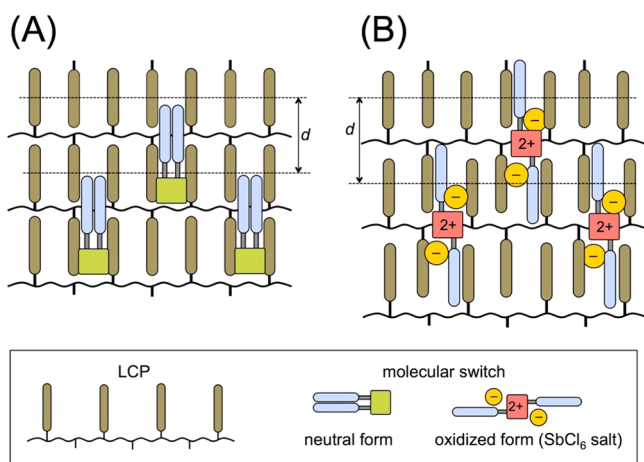 (A)
(B)
d
d
2+
−
−
2+
−
−
2+
−
−
LCP
molecular switch
2+
−
−
neutral form
oxidized form (SbCl₆ salt)